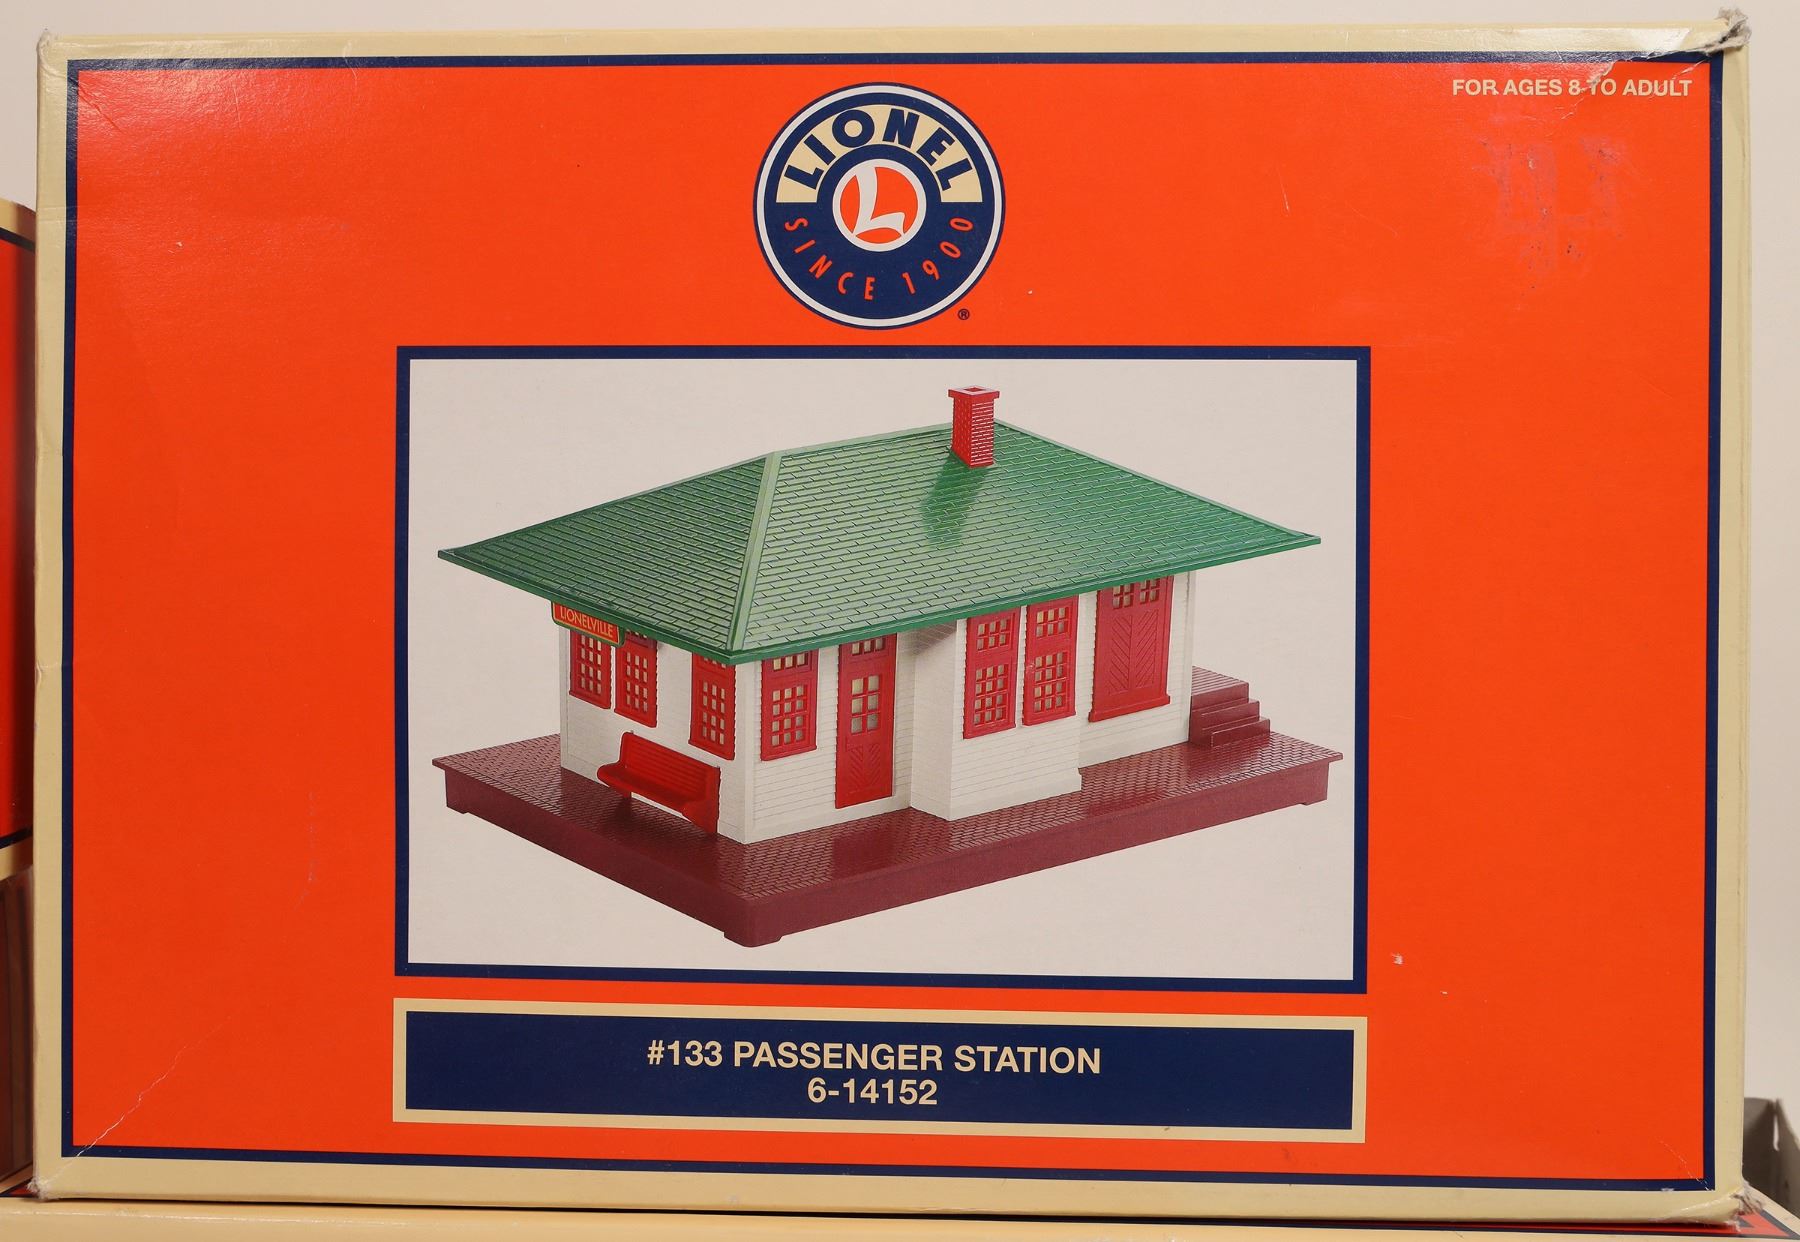 FOR AGES 8 TO ADULT
LIONEL
L
SINCE 1900
®
LIONELVILLE
#133 PASSENGER STATION
6-14152